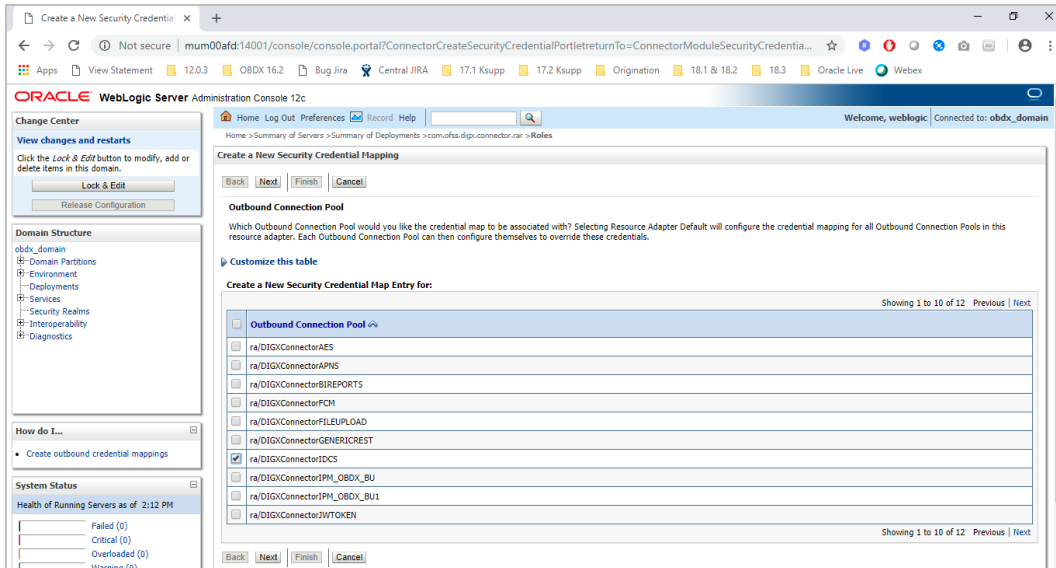 Create a New Security Credential
Not secure | mum00afd:14001/console/console.portal?ConnectorCreateSecurityCredentialPortletreturnTo=ConnectorModuleSecurityCredentia...
Apps View Statement 12.0.3 OBDX 16.2 Bug Jira Central JIRA 17.1 Ksupp 17.2 Ksupp Origination 18.1 & 18.2 18.3 Oracle Live Webex
ORACLE WebLogic Server Administration Console 12c
Change Center
View changes and restarts
Click the Lock & Edit button to modify, add or
delete items in this domain.
Lock & Edit
Release Configuration
Domain Structure
obdx_domain
Domain Partitions
Environment
Deployments
Services
Security Realms
Interoperability
Diagnostics
How do I...
Create outbound credential mappings
System Status
Health of Running Servers as of 2:12 PM
Failed (0)
Critical (0)
Overloaded (0)
Warning (0)
Home Log Out Preferences Record Help
Welcome, weblogic Connected to: obdx_domain
Home >Summary of Servers >Summary of Deployments >com.ofss.digx.connector.rar >Roles
Create a New Security Credential Mapping
Back Next Finish Cancel
Outbound Connection Pool
Which Outbound Connection Pool would you like the credential map to be associated with? Selecting Resource Adapter Default will configure the credential mapping for all Outbound Connection Pools in this
resource adapter. Each Outbound Connection Pool can then configure themselves to override these credentials.
Customize this table
Create a New Security Credential Map Entry for:
Showing 1 to 10 of 12 Previous | Next
Outbound Connection Pool
ra/DIGXConnectorAES
ra/DIGXConnectorAPNS
ra/DIGXConnectorBIREPORTS
ra/DIGXConnectorFCM
ra/DIGXConnectorFILEUPLOAD
ra/DIGXConnectorGENERICREST
ra/DIGXConnectorIDCS
ra/DIGXConnectorIPM_OBDX_BU
ra/DIGXConnectorIPM_OBDX_BU1
ra/DIGXConnectorJWTOKEN
Showing 1 to 10 of 12 Previous | Next
Back Next Finish Cancel